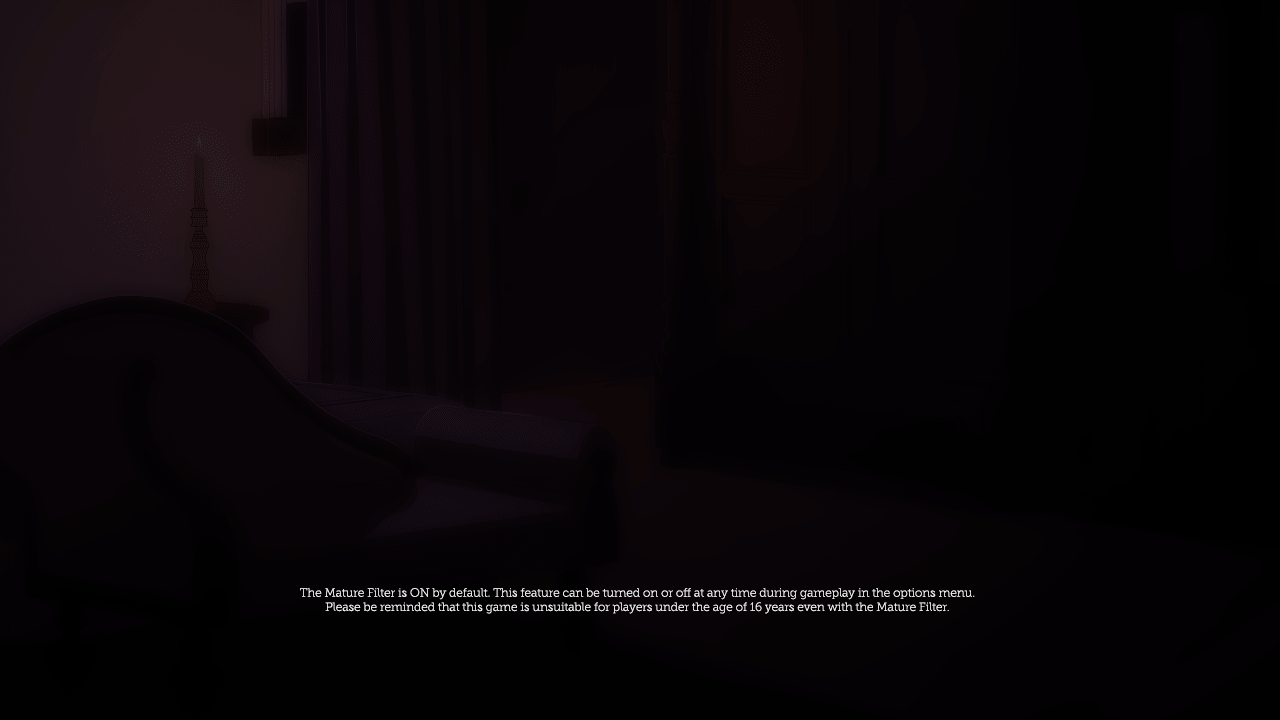 The Mature Filter is ON by default. This feature can be turned on or off at any time during gameplay in the options menu.
Please be reminded that this game is unsuitable for players under the age of 16 years even with the Mature Filter.